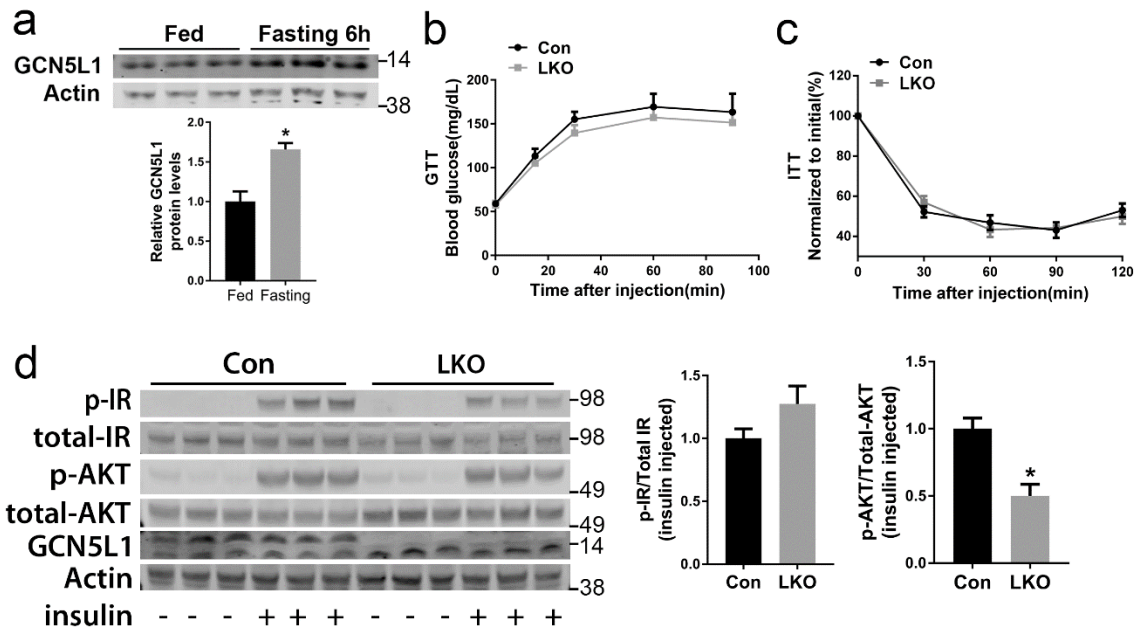 a
Fed Fasting 6h
GCN5L1 –14
Actin –38
Relative GCN5L1
protein levels
2.0
1.5
1.0
0.5
0.0
*
Fed Fasting
b
Con
LKO
GTT
Blood glucose(mg/dL)
200
150
100
50
0
0 20 40 60 80 100
Time after injection(min)
c
Con
LKO
ITT
Normalized to initial(%)
120
100
80
60
40
0 30 60 90 120
Time after injection(min)
d
Con LKO
p-IR –98
total-IR –98
p-AKT –49
total-AKT –49
GCN5L1 –14
Actin –38
insulin - - - + + + - - - + + +
p-IR/Total IR
(insulin injected)
1.5
1.0
0.5
0.0
Con LKO
p-AKT/Total-AKT
(insulin injected)
1.5
1.0
0.5
0.0
*
Con LKO